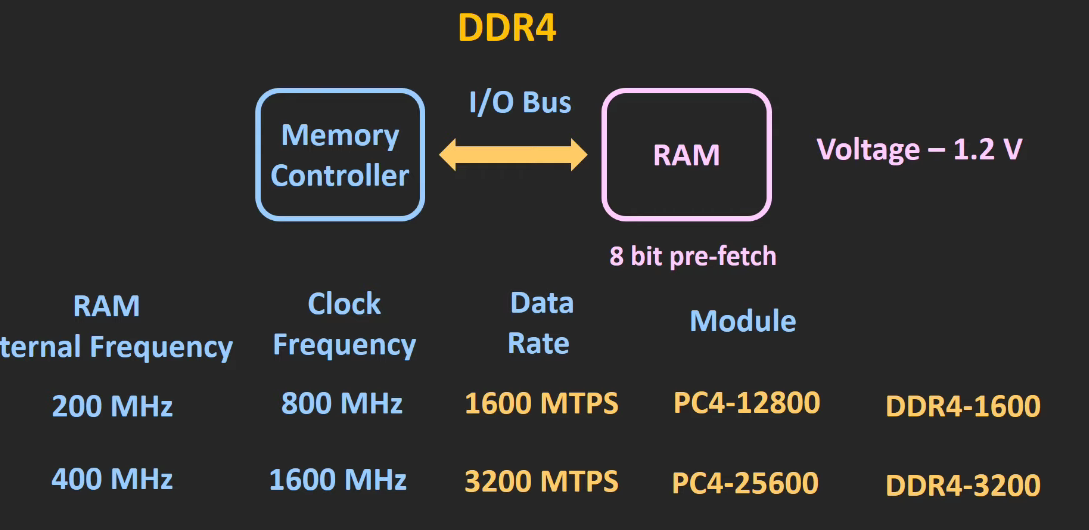 DDR4
I/O Bus
Memory
Controller
RAM
Voltage – 1.2 V
8 bit pre-fetch
RAM
ternal Frequency
Clock
Frequency
Data
Rate
Module
200 MHz 800 MHz 1600 MTPS PC4-12800 DDR4-1600
400 MHz 1600 MHz 3200 MTPS PC4-25600 DDR4-3200